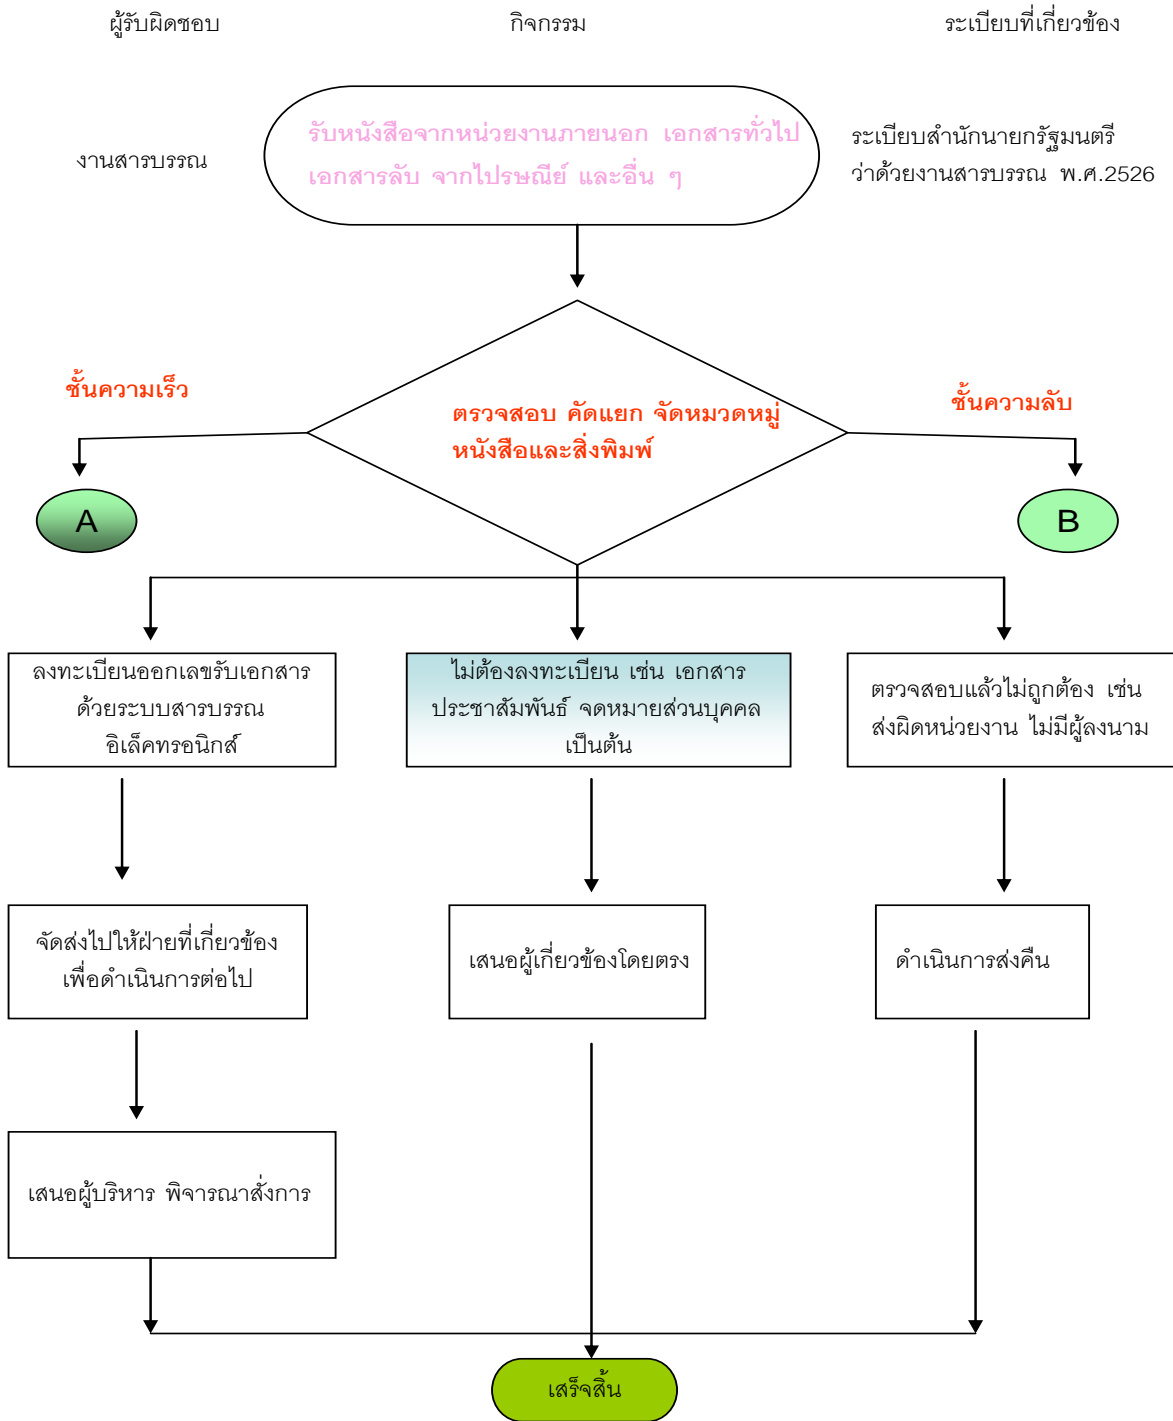 ผู้รับผิดชอบ
กิจกรรม
ระเบียบที่เกี่ยวข้อง
งานสารบรรณ
รับหนังสือจากหน่วยงานภายนอก เอกสารทั่วไป
เอกสารลับ จากไปรษณีย์ และอื่น ๆ
ระเบียบสำนักนายกรัฐมนตรี
ว่าด้วยงานสารบรรณ พ.ศ.2526
ชั้นความเร็ว
ตรวจสอบ คัดแยก จัดหมวดหมู่
หนังสือและสิ่งพิมพ์
ชั้นความลับ
A
B
ลงทะเบียนออกเลขรับเอกสาร
ด้วยระบบสารบรรณ
อิเล็คทรอนิกส์
ไม่ต้องลงทะเบียน เช่น เอกสาร
ประชาสัมพันธ์ จดหมายส่วนบุคคล
เป็นต้น
ตรวจสอบแล้วไม่ถูกต้อง เช่น
ส่งผิดหน่วยงาน ไม่มีผู้ลงนาม
จัดส่งไปให้ฝ่ายที่เกี่ยวข้อง
เพื่อดำเนินการต่อไป
เสนอผู้เกี่ยวข้องโดยตรง
ดำเนินการส่งคืน
เสนอผู้บริหาร พิจารณาสั่งการ
เสร็จสิ้น